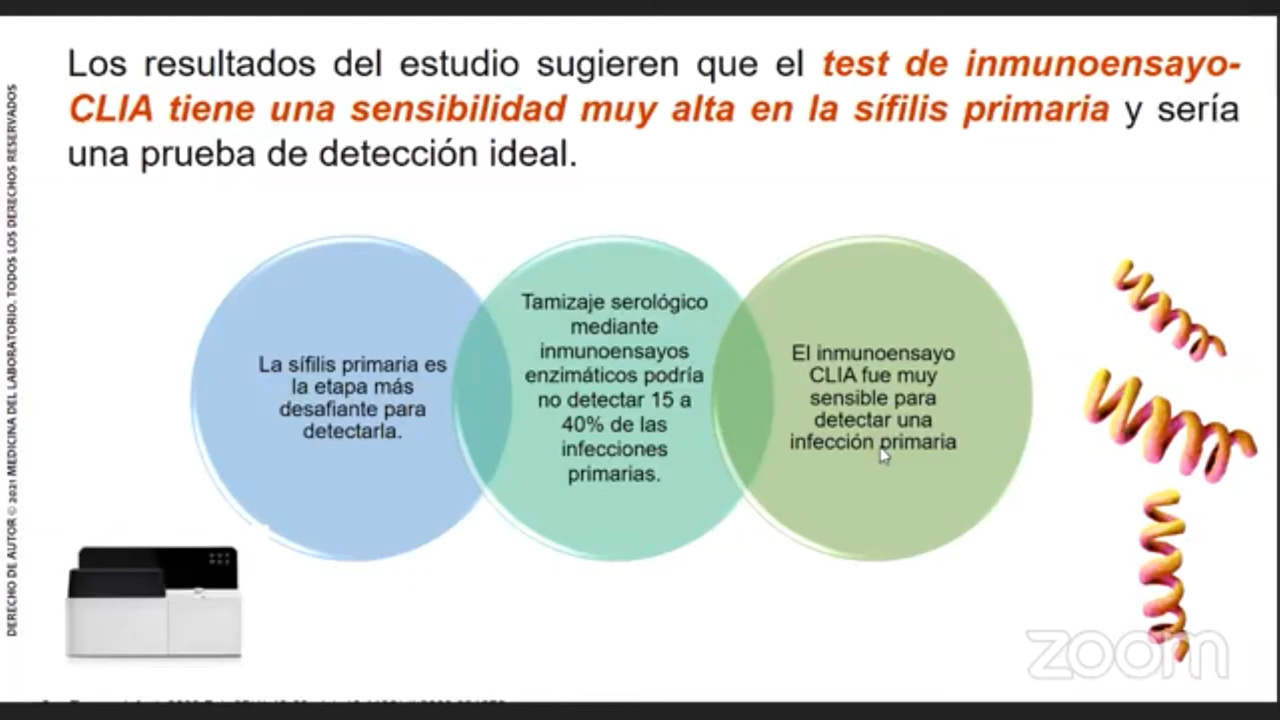 Los resultados del estudio sugieren que el test de inmunoensayo-
CLIA tiene una sensibilidad muy alta en la sífilis primaria y sería
una prueba de detección ideal.
La sífilis primaria es
la etapa más
desafiante para
detectarla.
Tamizaje serológico
mediante
inmunoensayos
enzimáticos podría
no detectar 15 a
40% de las
infecciones
primarias.
El inmunoensayo
CLIA fue muy
sensible para
detectar una
infección primaria
DERECHO DE AUTOR © 2021 MEDICINA DEL LABORATORIO. TODOS LOS DERECHOS RESERVADOS
zoom